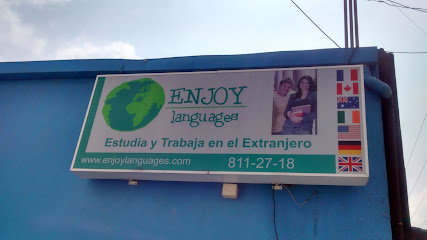 ENJOY
languages
Estudia y Trabaja en el Extranjero
www.enjoylanguages.com 811-27-18